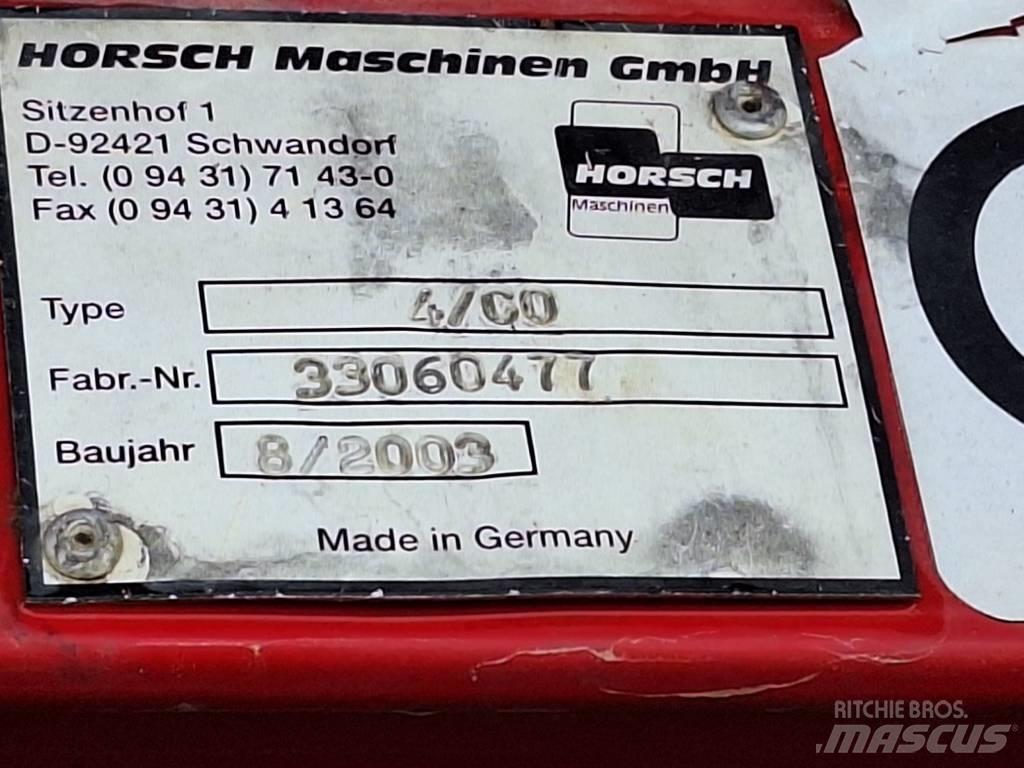 HORSCH Maschinen GmbH
Sitzenhof 1
D-92421 Schwandorf
Tel. (0 94 31) 71 43-0
Fax (0 94 31) 4 13 64
HORSCH
Maschinen
Type 4/CO
Fabr.-Nr. 33060477
Baujahr 8/2003
Made in Germany
RITCHIE BROS.
MASCUS